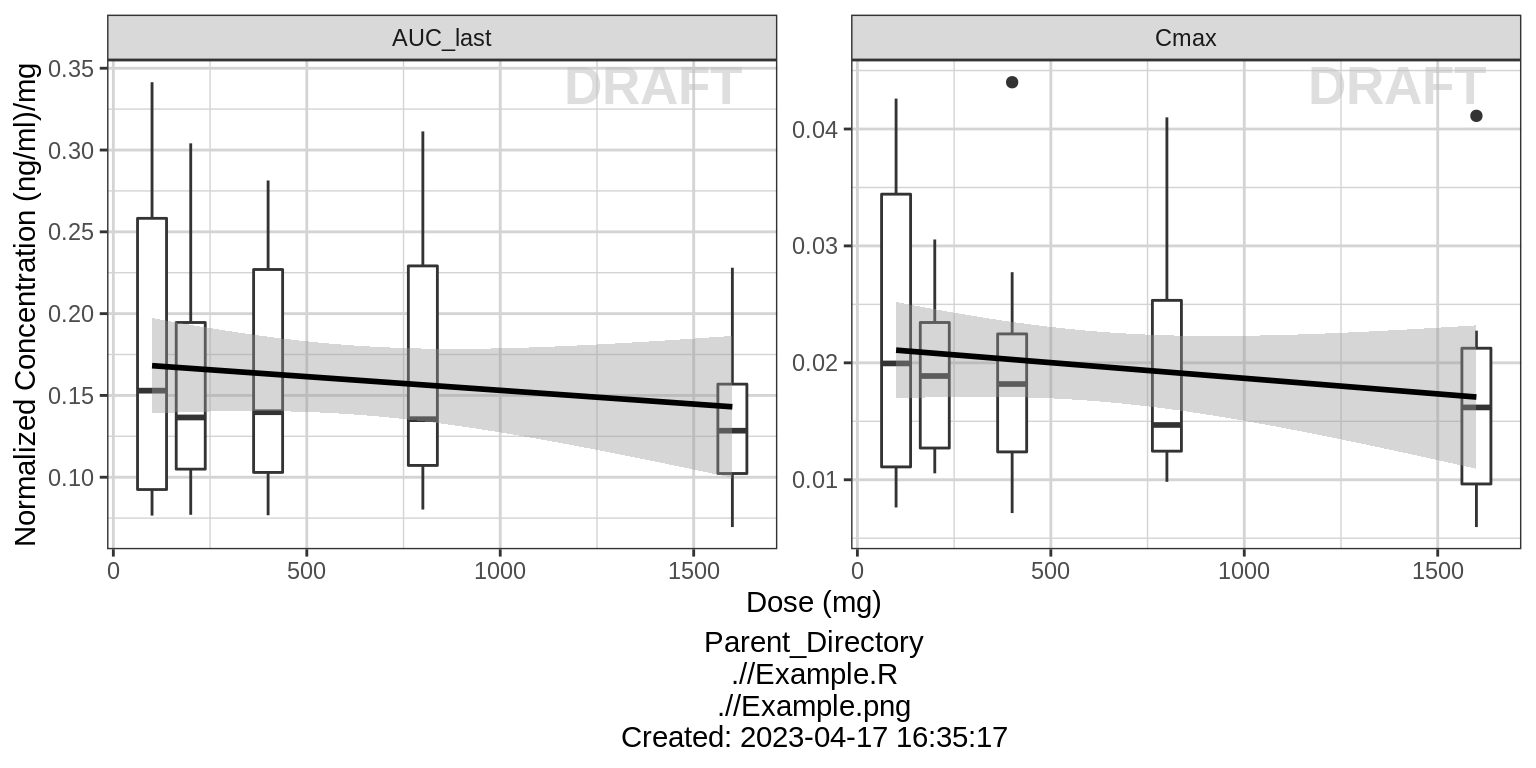 AUC_last
Cmax
DRAFT
DRAFT
Normalized Concentration (ng/ml)/mg
0.35
0.30
0.25
0.20
0.15
0.10
0.04
0.03
0.02
0.01
0 500 1000 1500
0 500 1000 1500
Dose (mg)
Parent_Directory
.//Example.R
.//Example.png
Created: 2023-04-17 16:35:17